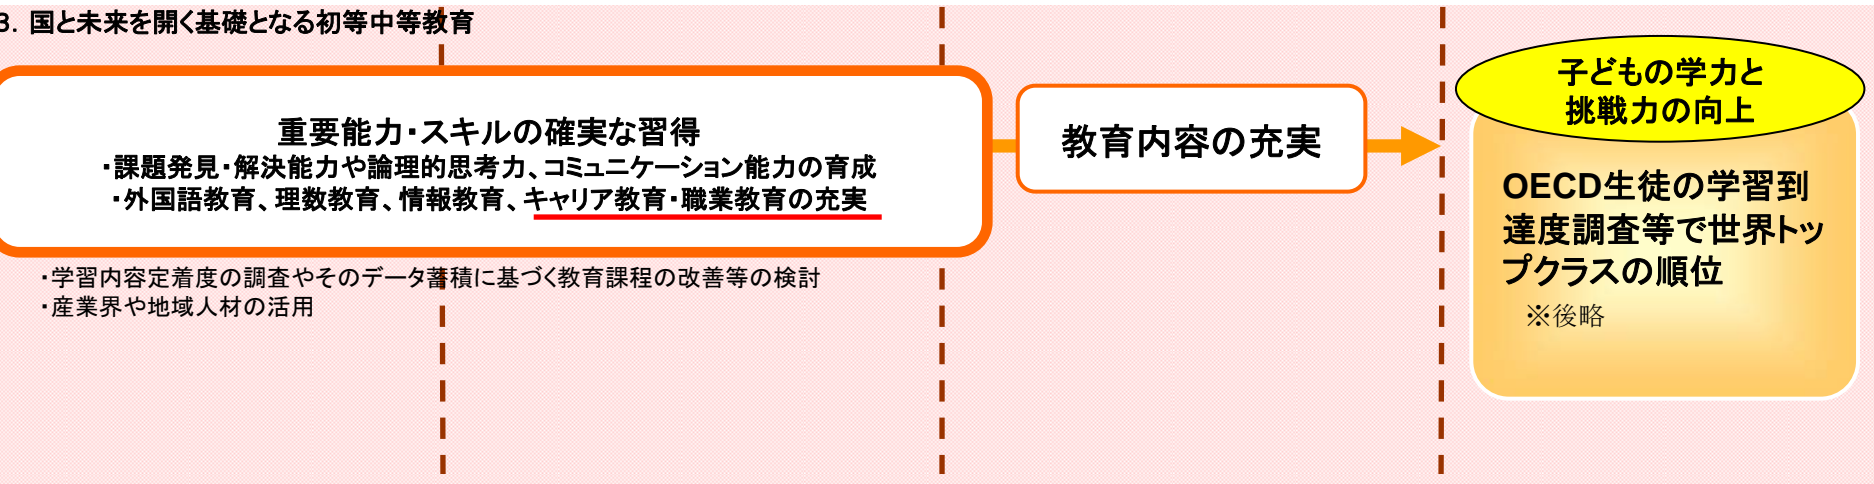 3．国と未来を開く基礎となる初等中等教育
重要能力・スキルの確実な習得
・課題発見・解決能力や論理的思考力、コミュニケーション能力の育成
・外国語教育、理数教育、情報教育、キャリア教育・職業教育の充実
・学習内容定着度の調査やそのデータ蓄積に基づく教育課程の改善等の検討
・産業界や地域人材の活用
教育内容の充実
子どもの学力と
挑戦力の向上
OECD生徒の学習到
達度調査等で世界トッ
プクラスの順位
※後略